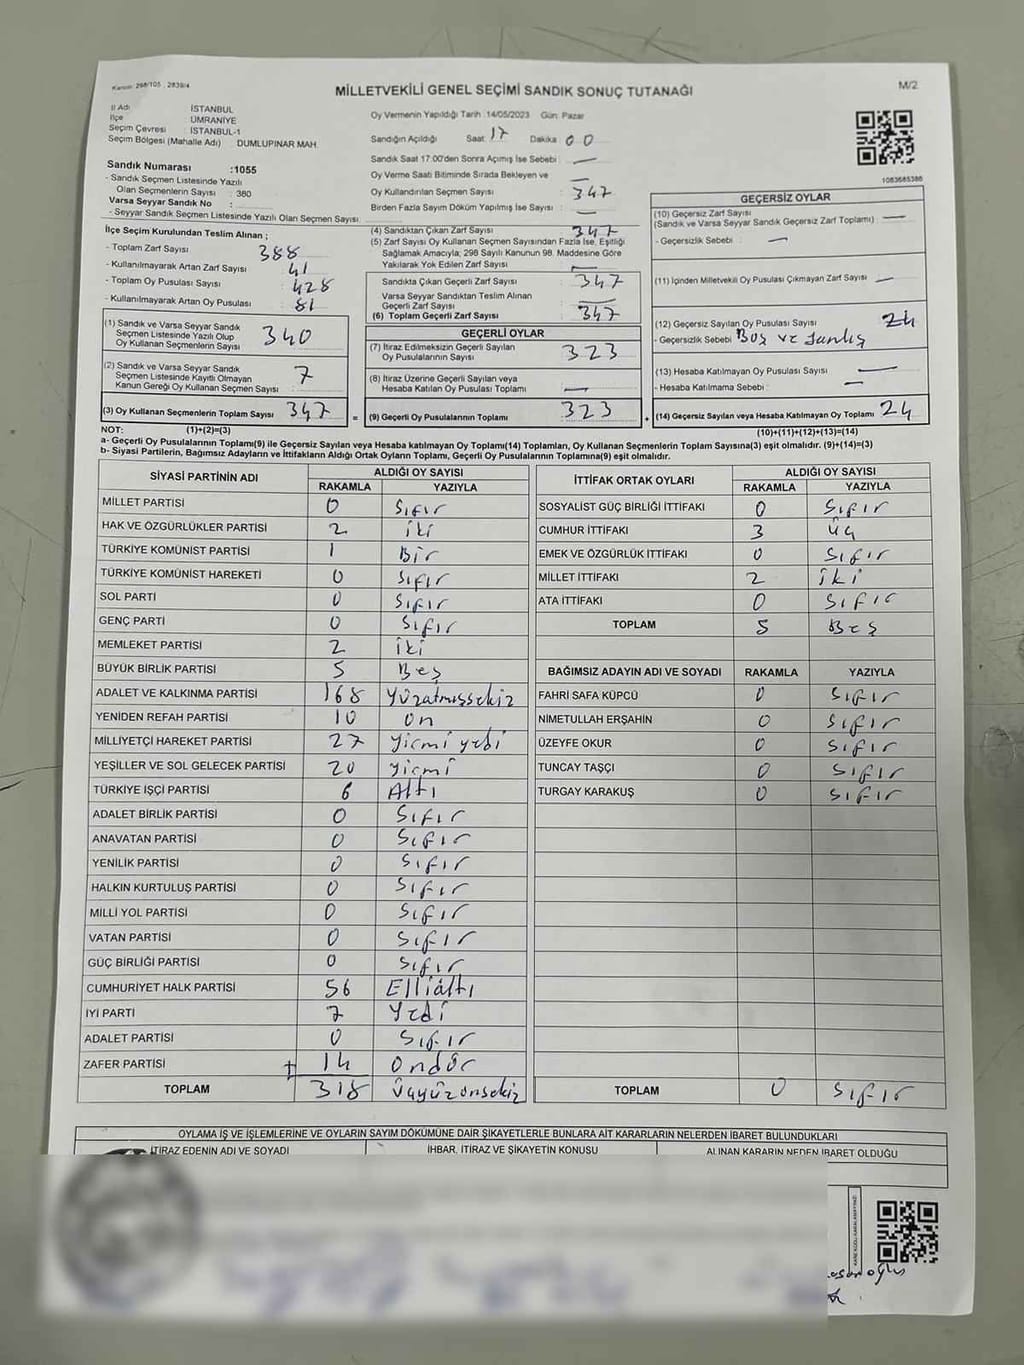 Kanun: 298/105 , 2839/4
MİLLETVEKİLİ GENEL SEÇİMİ SANDIK SONUÇ TUTANAĞI
M/2
İl Adı İSTANBUL
İlçe ÜMRANİYE
Seçim Çevresi : İSTANBUL-1
Seçim Bölgesi (Mahalle Adı) DUMLUPINAR MAH.
Sandık Numarası :1055
- Sandık Seçmen Listesinde Yazılı
Olan Seçmenlerin Sayısı : 380
Varsa Seyyar Sandık No :
- Seyyar Sandık Seçmen Listesinde Yazılı Olan Seçmen Sayısı:
Oy Vermenin Yapıldığı Tarih :14/05/2023 Gün: Pazar
Sandığın Açıldığı Saat: 17 Dakika: 00
Sandık Saat 17:00'den Sonra Açımış İse Sebebi : —
Oy Verme Saati Bitiminde Sırada Bekleyen ve —
Oy Kullandırılan Seçmen Sayısı : 347
Birden Fazla Sayım Döküm Yapılmış İse Sayısı : —
1083685386
İlçe Seçim Kurulundan Teslim Alınan ;
- Toplam Zarf Sayısı 388
- Kullanılmayarak Artan Zarf Sayısı 41
- Toplam Oy Pusulası Sayısı 428
- Kullanılmayarak Artan Oy Pusulası : 81
(1) Sandık ve Varsa Seyyar Sandık
Seçmen Listesinde Yazılı Olup
Oy Kullanan Seçmenlerin Sayısı 340
(2) Sandık ve Varsa Seyyar Sandık
Seçmen Listesinde Kayıtlı Olmayan
Kanun Gereği Oy Kullanan Seçmen Sayısı : 7
(3) Oy Kullanan Seçmenlerin Toplam Sayısı 347
(4) Sandıktan Çıkan Zarf Sayısı 347
(5) Zarf Sayısı Oy Kullanan Seçmen Sayısından Fazla İse, Eşitliği
Sağlamak Amacıyla; 298 Sayılı Kanunun 98. Maddesine Göre
Yakılarak Yok Edilen Zarf Sayısı : —
Sandıkta Çıkan Geçerli Zarf Sayısı : 347
Varsa Seyyar Sandıktan Teslim Alınan
Geçerli Zarf Sayısı : —
(6) Toplam Geçerli Zarf Sayısı : 347
GEÇERLİ OYLAR
(7) İtiraz Edilmeksizin Geçerli Sayılan
Oy Pusulalarının Sayısı : 323
(8) İtiraz Üzerine Geçerli Sayılan veya
Hesaba Katılan Oy Pusulası Toplamı : —
= (9) Geçerli Oy Pusulalarının Toplamı 323 +
GEÇERSİZ OYLAR
(10) Geçersiz Zarf Sayısı
(Sandık ve Varsa Seyyar Sandık Geçersiz Zarf Toplamı) : —
- Geçersizlik Sebebi : —
(11) İçinden Milletvekili Oy Pusulası Çıkmayan Zarf Sayısı : —
(12) Geçersiz Sayılan Oy Pusulası Sayısı : 24
- Geçersizlik Sebebi Boş ve Yanlış
(13) Hesaba Katılmayan Oy Pusulası Sayısı : —
- Hesaba Katılmama Sebebi : —
(14) Geçersiz Sayılan veya Hesaba Katılmayan Oy Toplamı 24
NOT: (1)+(2)=(3) (10)+(11)+(12)+(13)=(14)
a- Geçerli Oy Pusulalarının Toplamı(9) ile Geçersiz Sayılan veya Hesaba katılmayan Oy Toplamı(14) Toplamları, Oy Kullanan Seçmenlerin Toplam Sayısına(3) eşit olmalıdır. (9)+(14)=(3)
b- Siyasi Partilerin, Bağımsız Adayların ve İttifakların Aldığı Ortak Oyların Toplamı, Geçerli Oy Pusulalarının Toplamına(9) eşit olmalıdır.
SİYASİ PARTİNİN ADI ALDIĞI OY SAYISI
RAKAMLA YAZIYLA
MİLLET PARTİSİ 0 Sıfır
HAK VE ÖZGÜRLÜKLER PARTİSİ 2 iki
TÜRKİYE KOMÜNİST PARTİSİ 1 Bir
TÜRKİYE KOMÜNİST HAREKETİ 0 Sıfır
SOL PARTİ 0 Sıfır
GENÇ PARTİ 0 Sıfır
MEMLEKET PARTİSİ 2 iki
BÜYÜK BİRLİK PARTİSİ 5 Beş
ADALET VE KALKINMA PARTİSİ 168 Yüzatmışsekiz
YENİDEN REFAH PARTİSİ 10 on
MİLLİYETÇİ HAREKET PARTİSİ 27 Yirmi yedi
YEŞİLLER VE SOL GELECEK PARTİSİ 20 Yirmi
TÜRKİYE İŞÇİ PARTİSİ 6 Altı
ADALET BİRLİK PARTİSİ 0 Sıfır
ANAVATAN PARTİSİ 0 Sıfır
YENİLİK PARTİSİ 0 Sıfır
HALKIN KURTULUŞ PARTİSİ 0 Sıfır
MİLLİ YOL PARTİSİ 0 Sıfır
VATAN PARTİSİ 0 Sıfır
GÜÇ BİRLİĞİ PARTİSİ 0 Sıfır
CUMHURİYET HALK PARTİSİ 56 Elli altı
İYİ PARTİ 7 Yedi
ADALET PARTİSİ 0 Sıfır
ZAFER PARTİSİ + 14 Ondör
TOPLAM 318 üçyüzonsekiz
İTTİFAK ORTAK OYLARI ALDIĞI OY SAYISI
RAKAMLA YAZIYLA
SOSYALİST GÜÇ BİRLİĞİ İTTİFAKI 0 Sıfır
CUMHUR İTTİFAKI 3 üç
EMEK VE ÖZGÜRLÜK İTTİFAKI 0 Sıfır
MİLLET İTTİFAKI 2 iki
ATA İTTİFAKI 0 Sıfır
TOPLAM 5 Beş
BAĞIMSIZ ADAYIN ADI VE SOYADI RAKAMLA YAZIYLA
FAHRİ SAFA KÜPCÜ 0 Sıfır
NİMETULLAH ERŞAHİN 0 Sıfır
ÜZEYFE OKUR 0 Sıfır
TUNCAY TAŞÇI 0 Sıfır
TURGAY KARAKUŞ 0 Sıfır
TOPLAM 0 Sıfır
OYLAMA İŞ VE İŞLEMLERİNE VE OYLARIN SAYIM DÖKÜMÜNE DAİR ŞİKAYETLERLE BUNLARA AİT KARARLARIN NELERDEN İBARET BULUNDUKLARI
İTİRAZ EDENİN ADI VE SOYADI İHBAR, İTİRAZ VE ŞİKAYETİN KONUSU ALINAN KARARIN NEDEN İBARET OLDUĞU